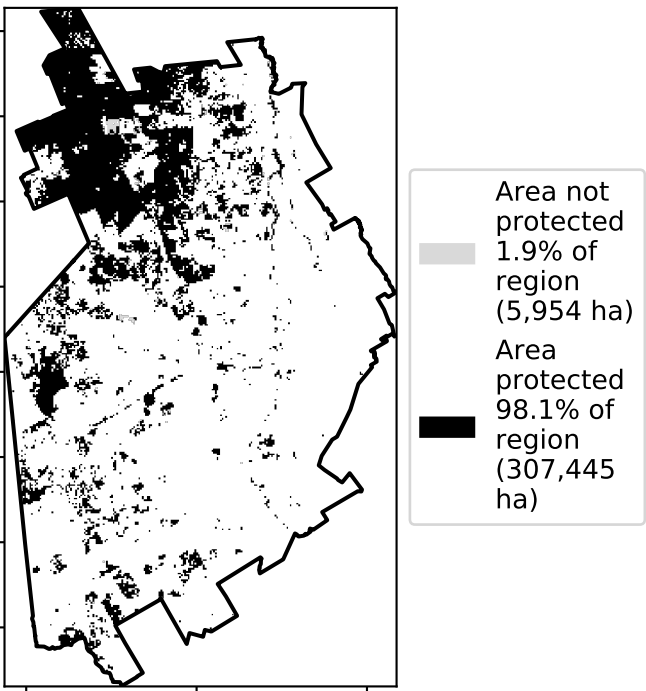 Area not
protected
1.9% of
region
(5,954 ha)
Area
protected
98.1% of
region
(307,445
ha)